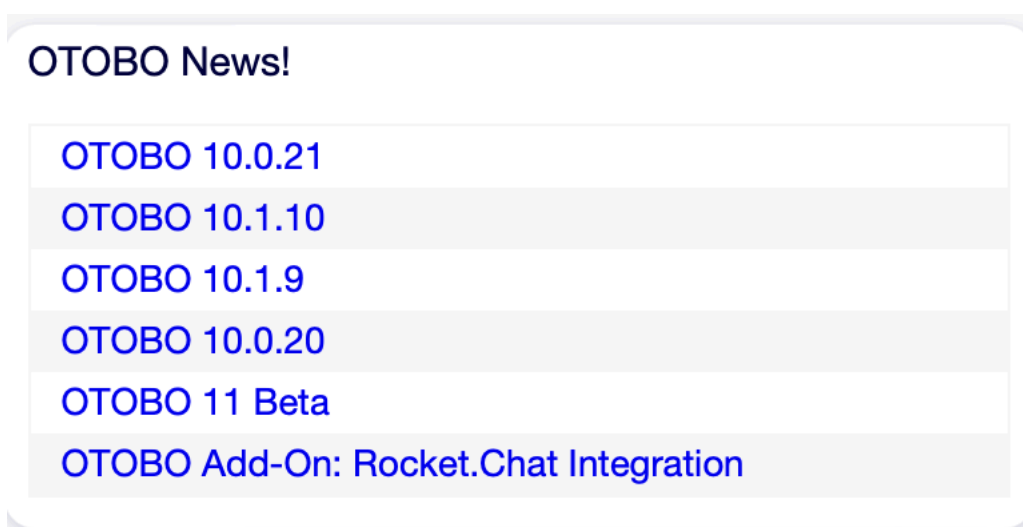 OTOBO News!
OTOBO 10.0.21
OTOBO 10.1.10
OTOBO 10.1.9
OTOBO 10.0.20
OTOBO 11 Beta
OTOBO Add-On: Rocket.Chat Integration